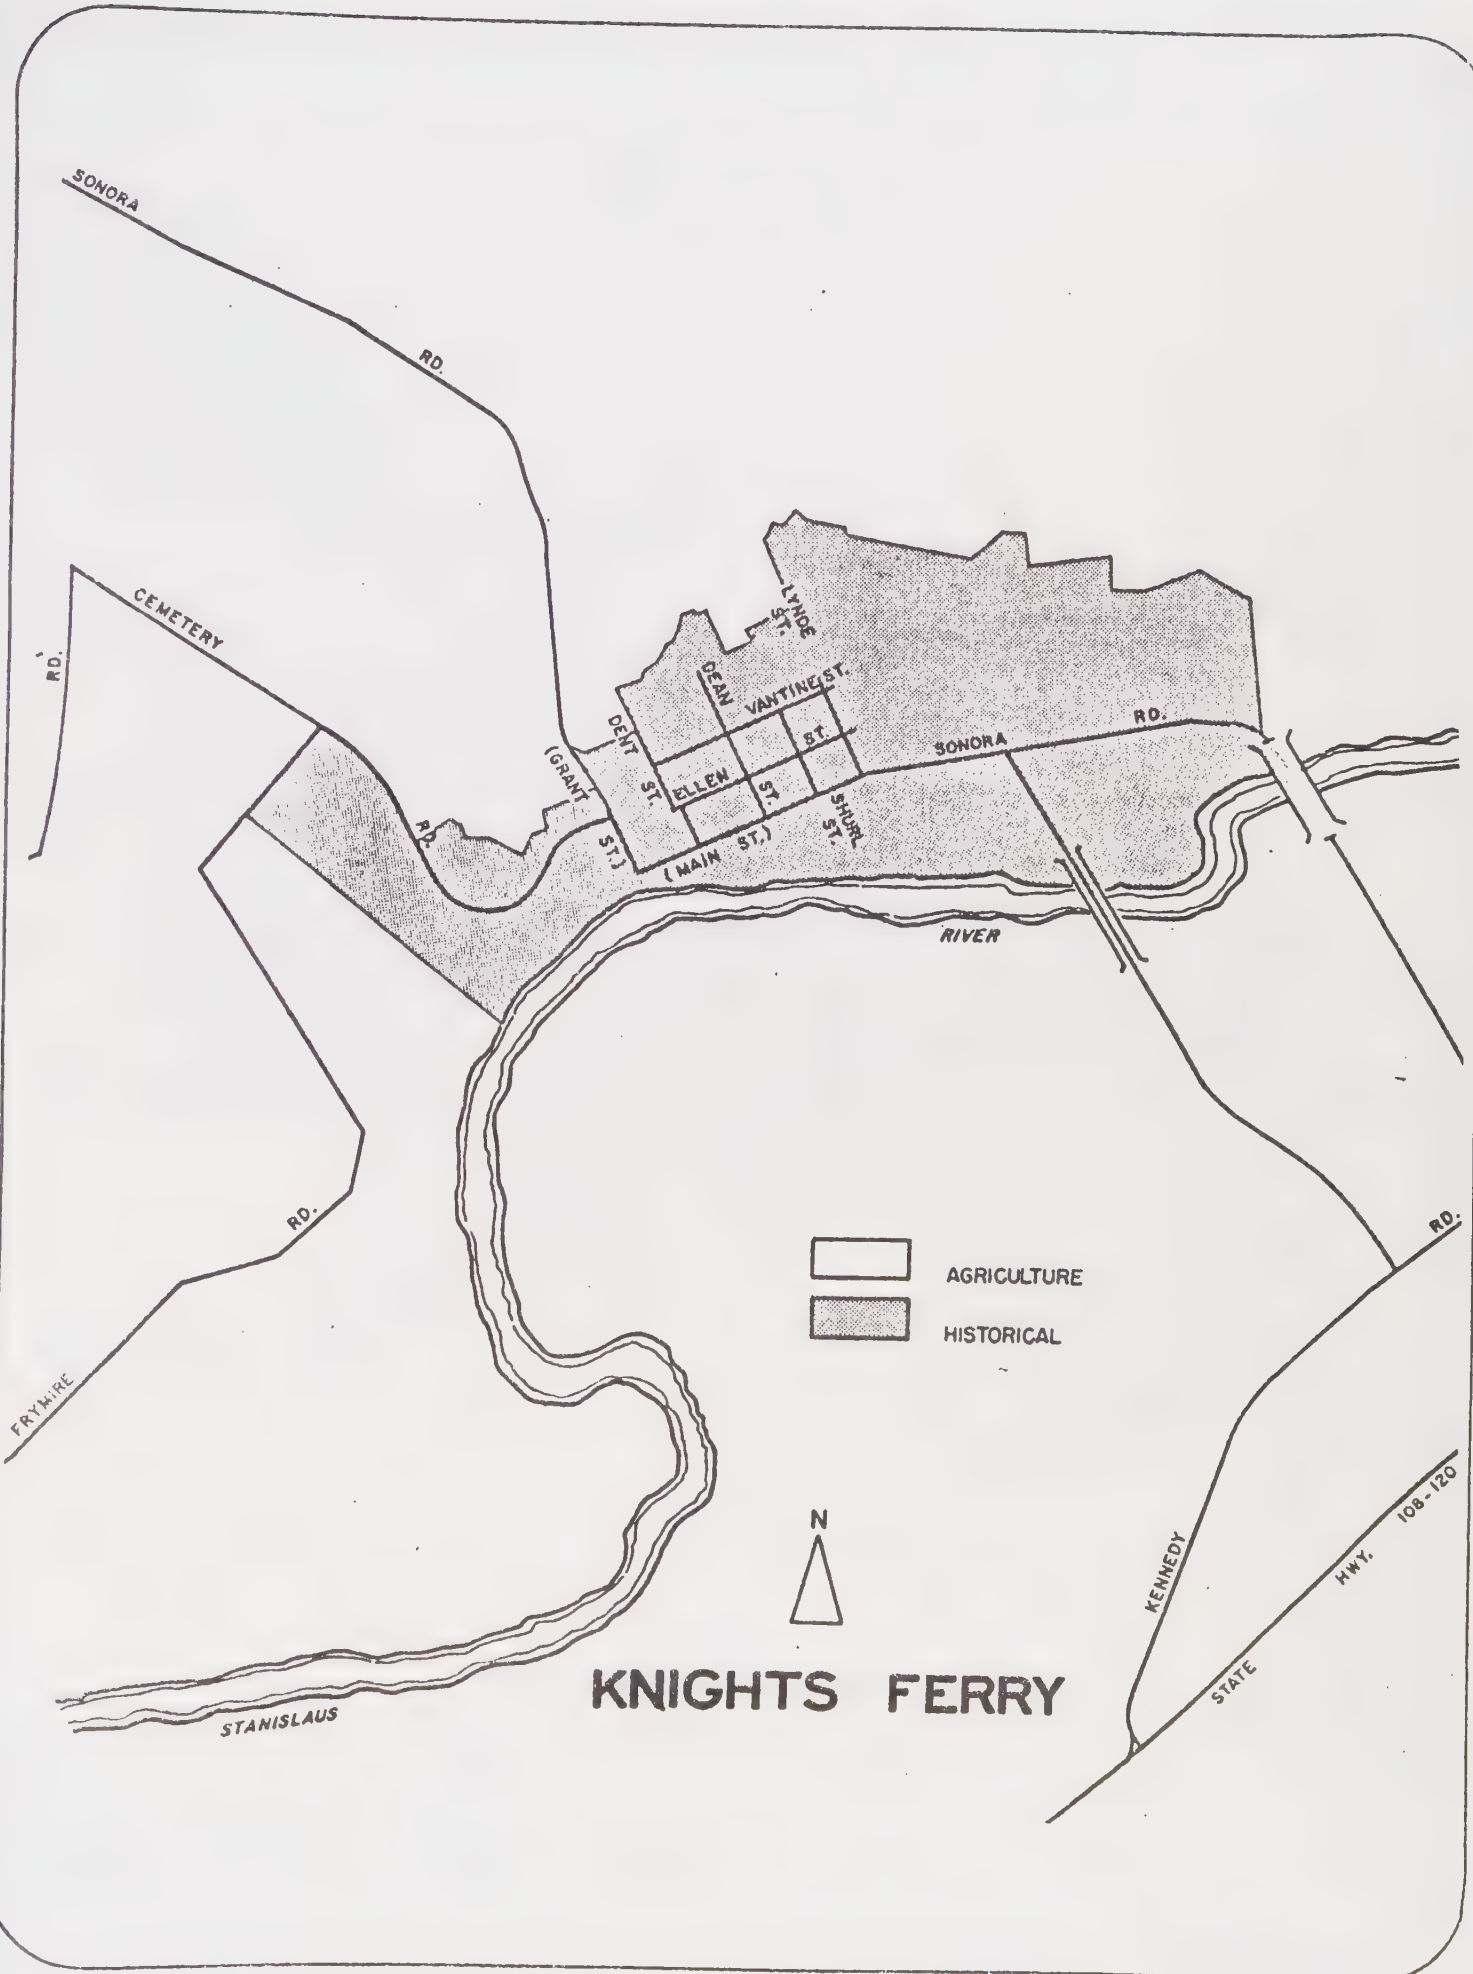 SONORA
RD.
CEMETERY
RD.
RD.
LYNDE
ST.
DEAN
VANTINE ST.
DENT
ST.
(GRANT
ST.)
ELLEN
ST.
ST.
SHURL
ST.
(MAIN ST.)
SONORA
RD.
RIVER
RD.
FRYMIRE
AGRICULTURE
HISTORICAL
RD.
KENNEDY
STATE
HWY.
108-120
N
KNIGHTS FERRY
STANISLAUS